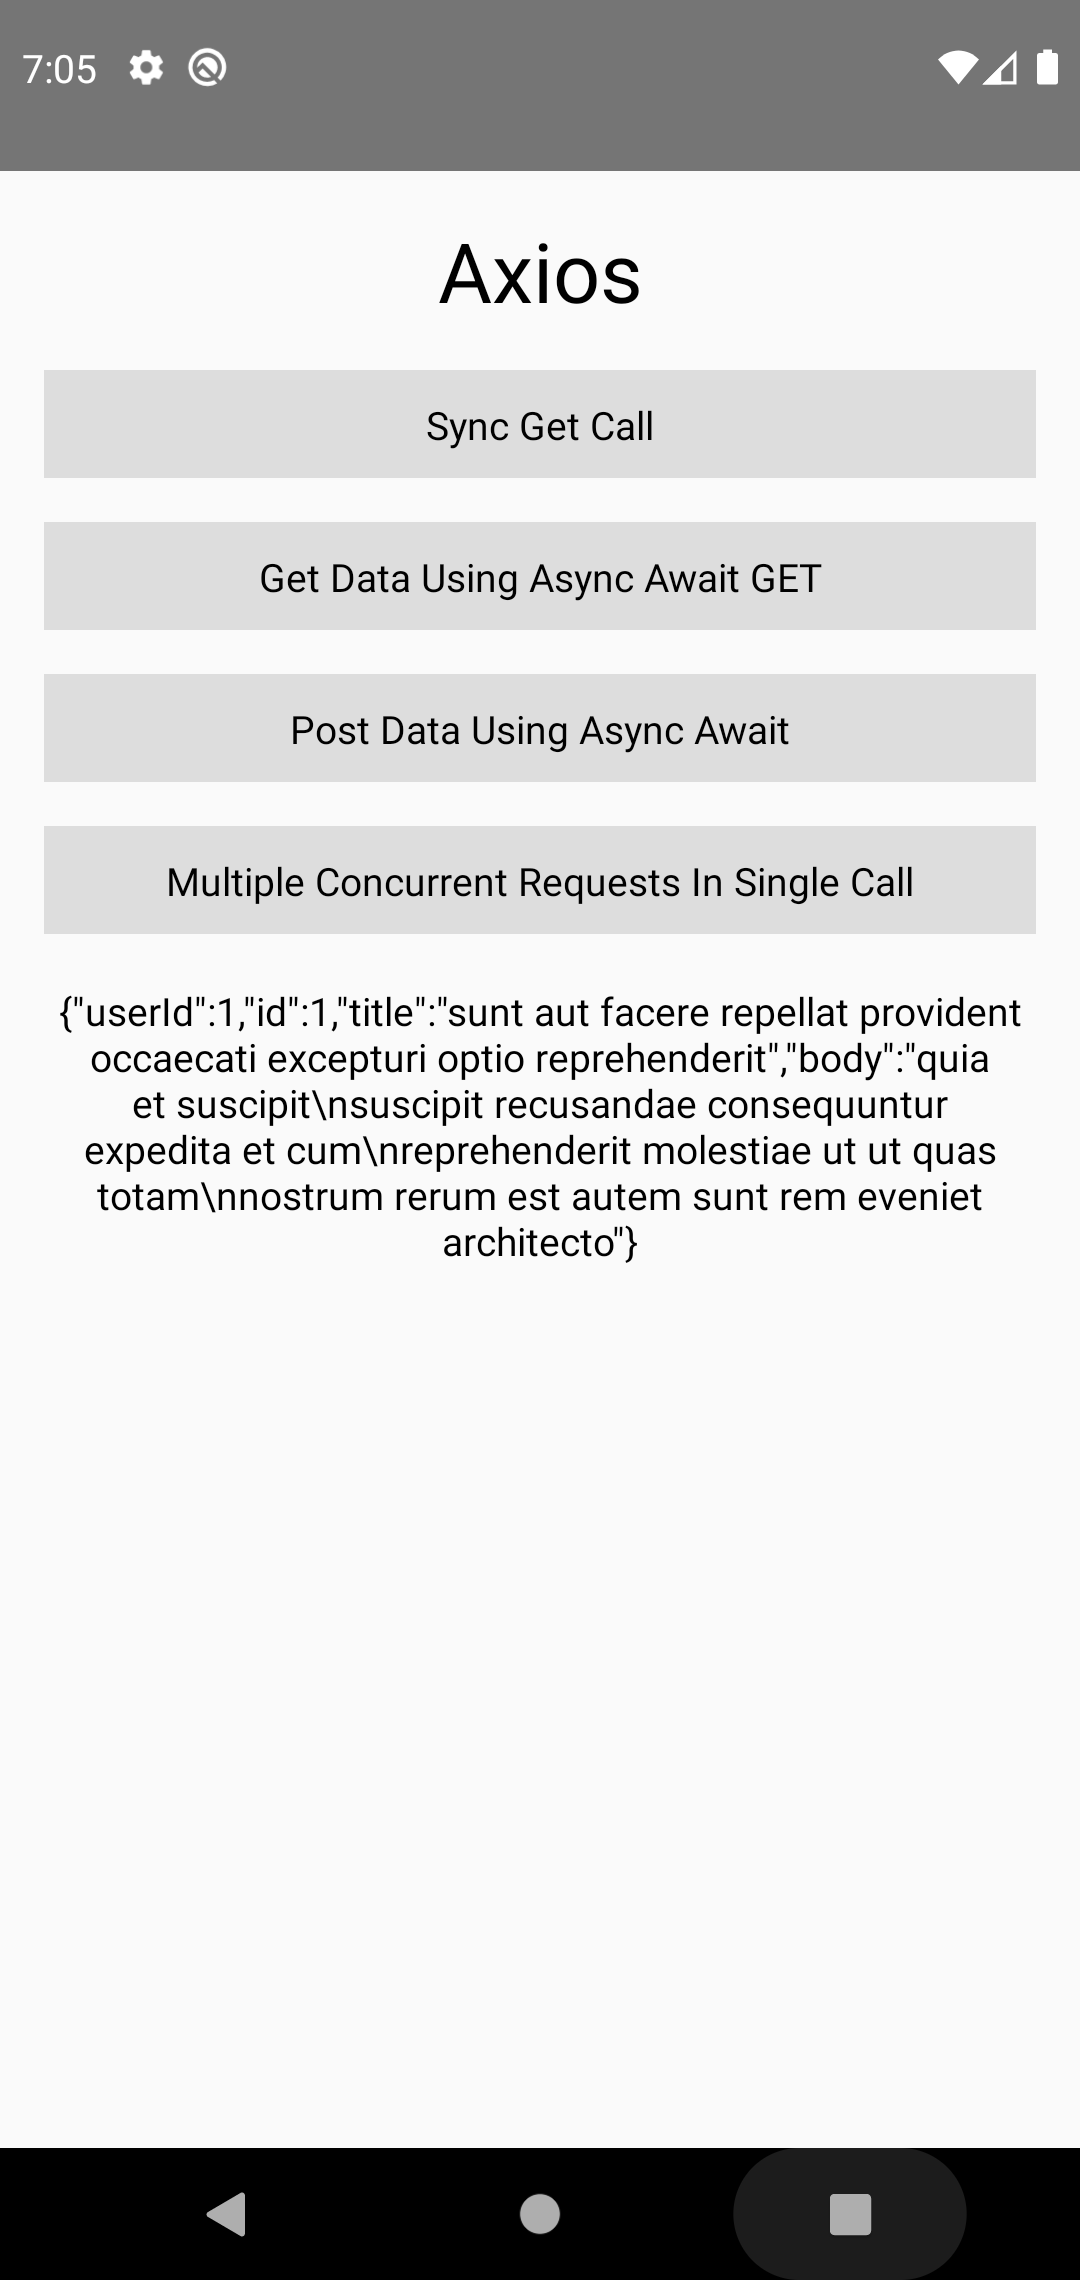 7:05
Axios
Sync Get Call
Get Data Using Async Await GET
Post Data Using Async Await
Multiple Concurrent Requests In Single Call
{"userId":1,"id":1,"title":"sunt aut facere repellat provident
occaecati excepturi optio reprehenderit","body":"quia
et suscipit\nsuscipit recusandae consequuntur
expedita et cum\nreprehenderit molestiae ut ut quas
totam\nnostrum rerum est autem sunt rem eveniet
architecto"}